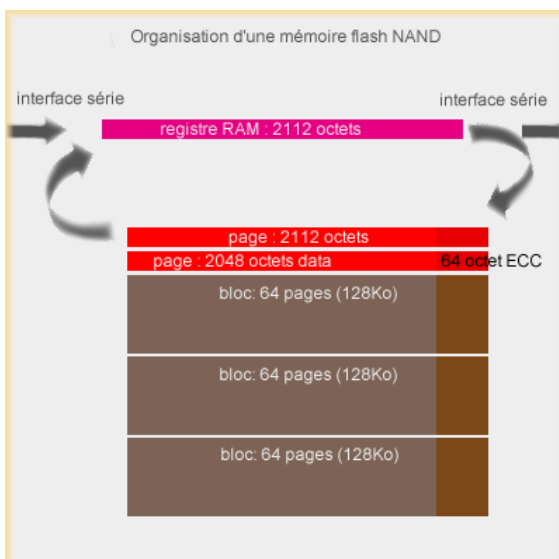 Organisation d'une mémoire flash NAND
interface série
interface série
registre RAM : 2112 octets
page : 2112 octets
page : 2048 octets data
64 octet ECC
bloc: 64 pages (128Ko)
bloc: 64 pages (128Ko)
bloc: 64 pages (128Ko)